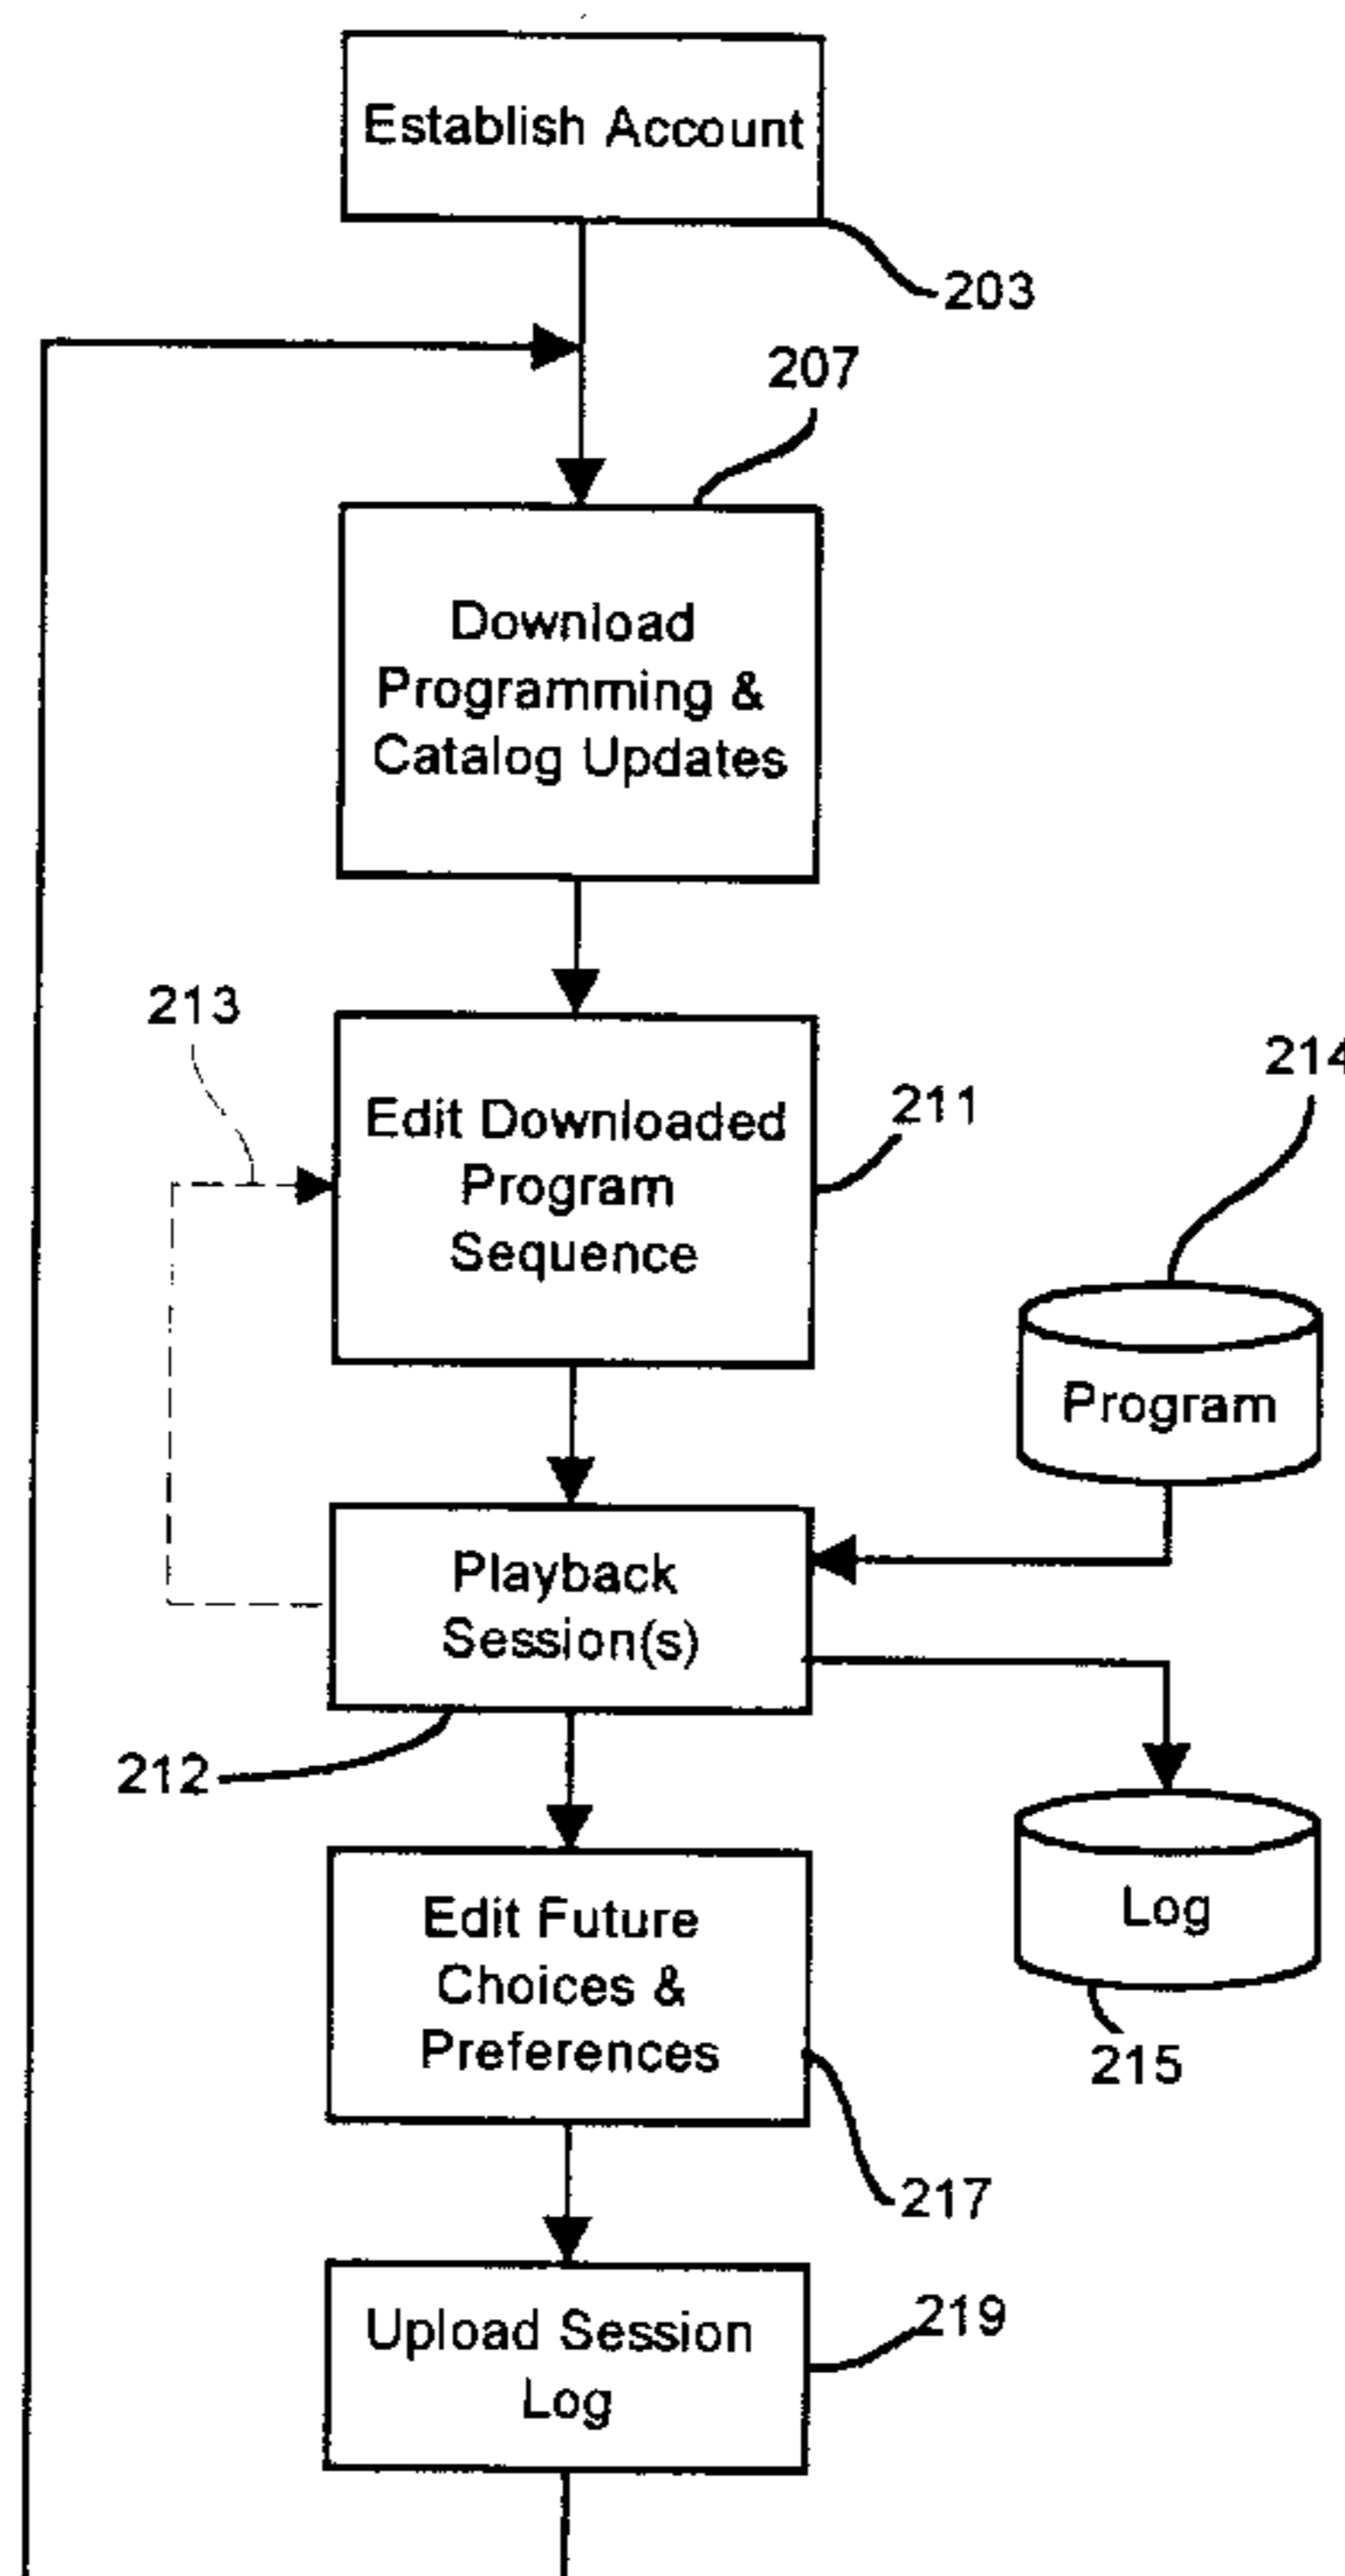 Establish Account
203
207
Download
Programming &
Catalog Updates
213
214
Edit Downloaded
Program
Sequence
211
Program
Playback
Session(s)
212
Edit Future
Choices &
Preferences
Log
215
217
Upload Session
Log
219